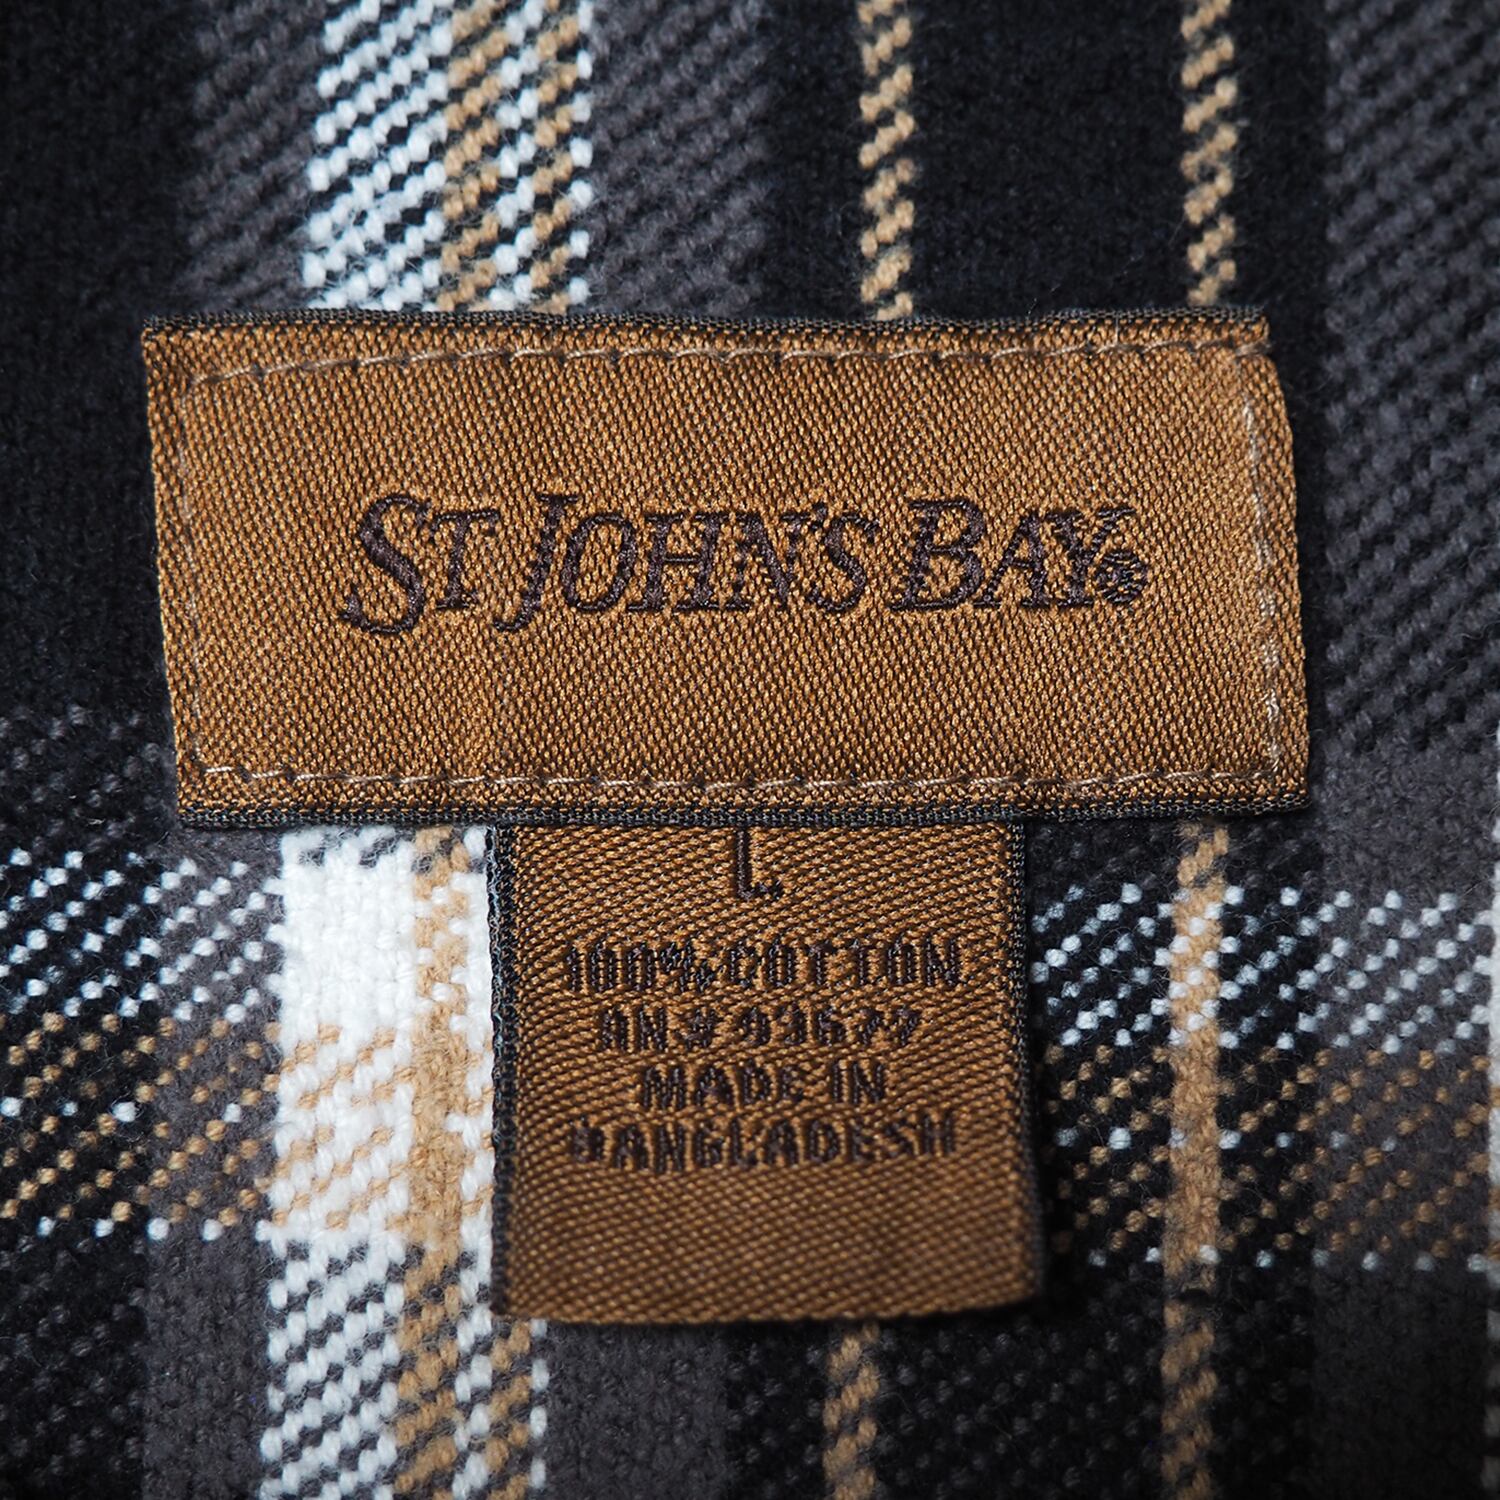 ST JOHN'S BAY®
L
100% COTTON
RN# 93677
MADE IN
BANGLADESH